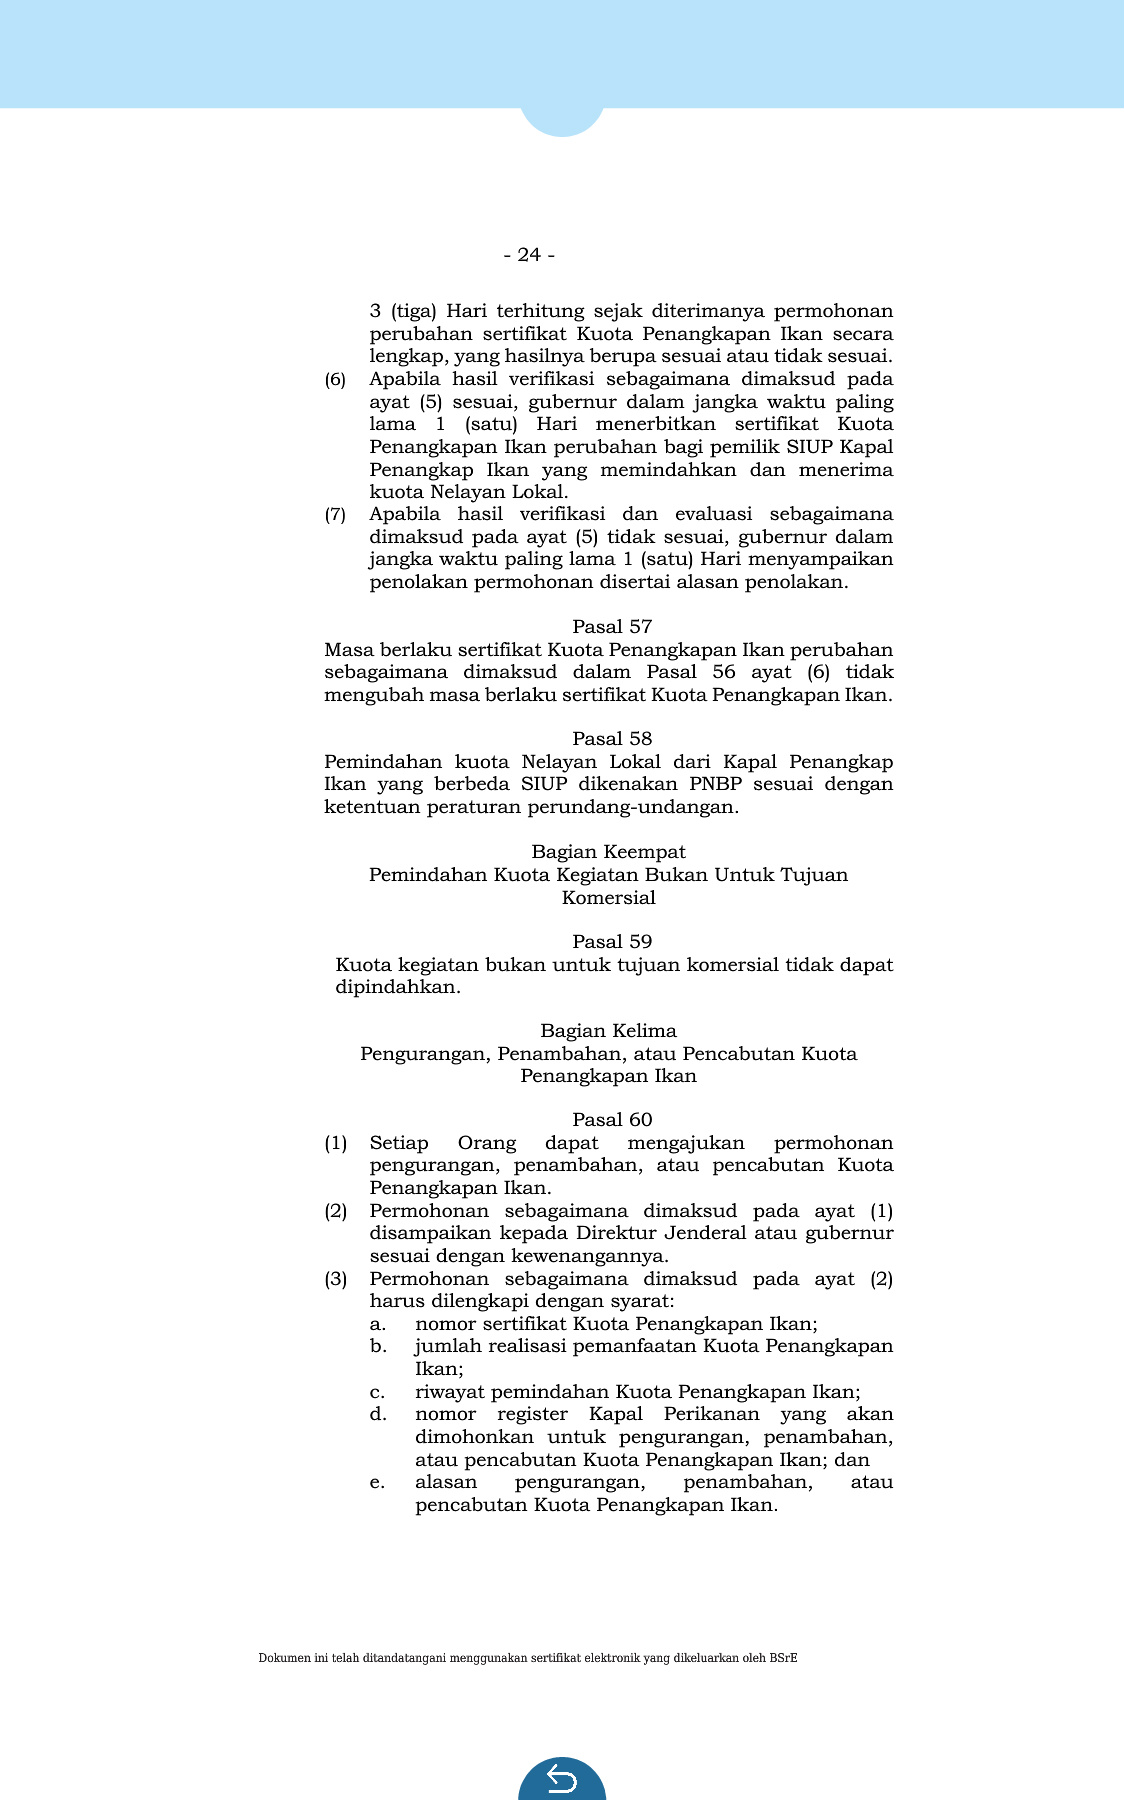 - 24 -
3 (tiga) Hari terhitung sejak diterimanya permohonan
perubahan sertifikat Kuota Penangkapan Ikan secara
lengkap, yang hasilnya berupa sesuai atau tidak sesuai.
(6) Apabila hasil verifikasi sebagaimana dimaksud pada
ayat (5) sesuai, gubernur dalam jangka waktu paling
lama 1 (satu) Hari menerbitkan sertifikat Kuota
Penangkapan Ikan perubahan bagi pemilik SIUP Kapal
Penangkap Ikan yang memindahkan dan menerima
kuota Nelayan Lokal.
(7) Apabila hasil verifikasi dan evaluasi sebagaimana
dimaksud pada ayat (5) tidak sesuai, gubernur dalam
jangka waktu paling lama 1 (satu) Hari menyampaikan
penolakan permohonan disertai alasan penolakan.
Pasal 57
Masa berlaku sertifikat Kuota Penangkapan Ikan perubahan
sebagaimana dimaksud dalam Pasal 56 ayat (6) tidak
mengubah masa berlaku sertifikat Kuota Penangkapan Ikan.
Pasal 58
Pemindahan kuota Nelayan Lokal dari Kapal Penangkap
Ikan yang berbeda SIUP dikenakan PNBP sesuai dengan
ketentuan peraturan perundang-undangan.
Bagian Keempat
Pemindahan Kuota Kegiatan Bukan Untuk Tujuan
Komersial
Pasal 59
Kuota kegiatan bukan untuk tujuan komersial tidak dapat
dipindahkan.
Bagian Kelima
Pengurangan, Penambahan, atau Pencabutan Kuota
Penangkapan Ikan
Pasal 60
(1) Setiap Orang dapat mengajukan permohonan
pengurangan, penambahan, atau pencabutan Kuota
Penangkapan Ikan.
(2) Permohonan sebagaimana dimaksud pada ayat (1)
disampaikan kepada Direktur Jenderal atau gubernur
sesuai dengan kewenangannya.
(3) Permohonan sebagaimana dimaksud pada ayat (2)
harus dilengkapi dengan syarat:
a. nomor sertifikat Kuota Penangkapan Ikan;
b. jumlah realisasi pemanfaatan Kuota Penangkapan
Ikan;
c. riwayat pemindahan Kuota Penangkapan Ikan;
d. nomor register Kapal Perikanan yang akan
dimohonkan untuk pengurangan, penambahan,
atau pencabutan Kuota Penangkapan Ikan; dan
e. alasan pengurangan, penambahan, atau
pencabutan Kuota Penangkapan Ikan.
Dokumen ini telah ditandatangani menggunakan sertifikat elektronik yang dikeluarkan oleh BSrE